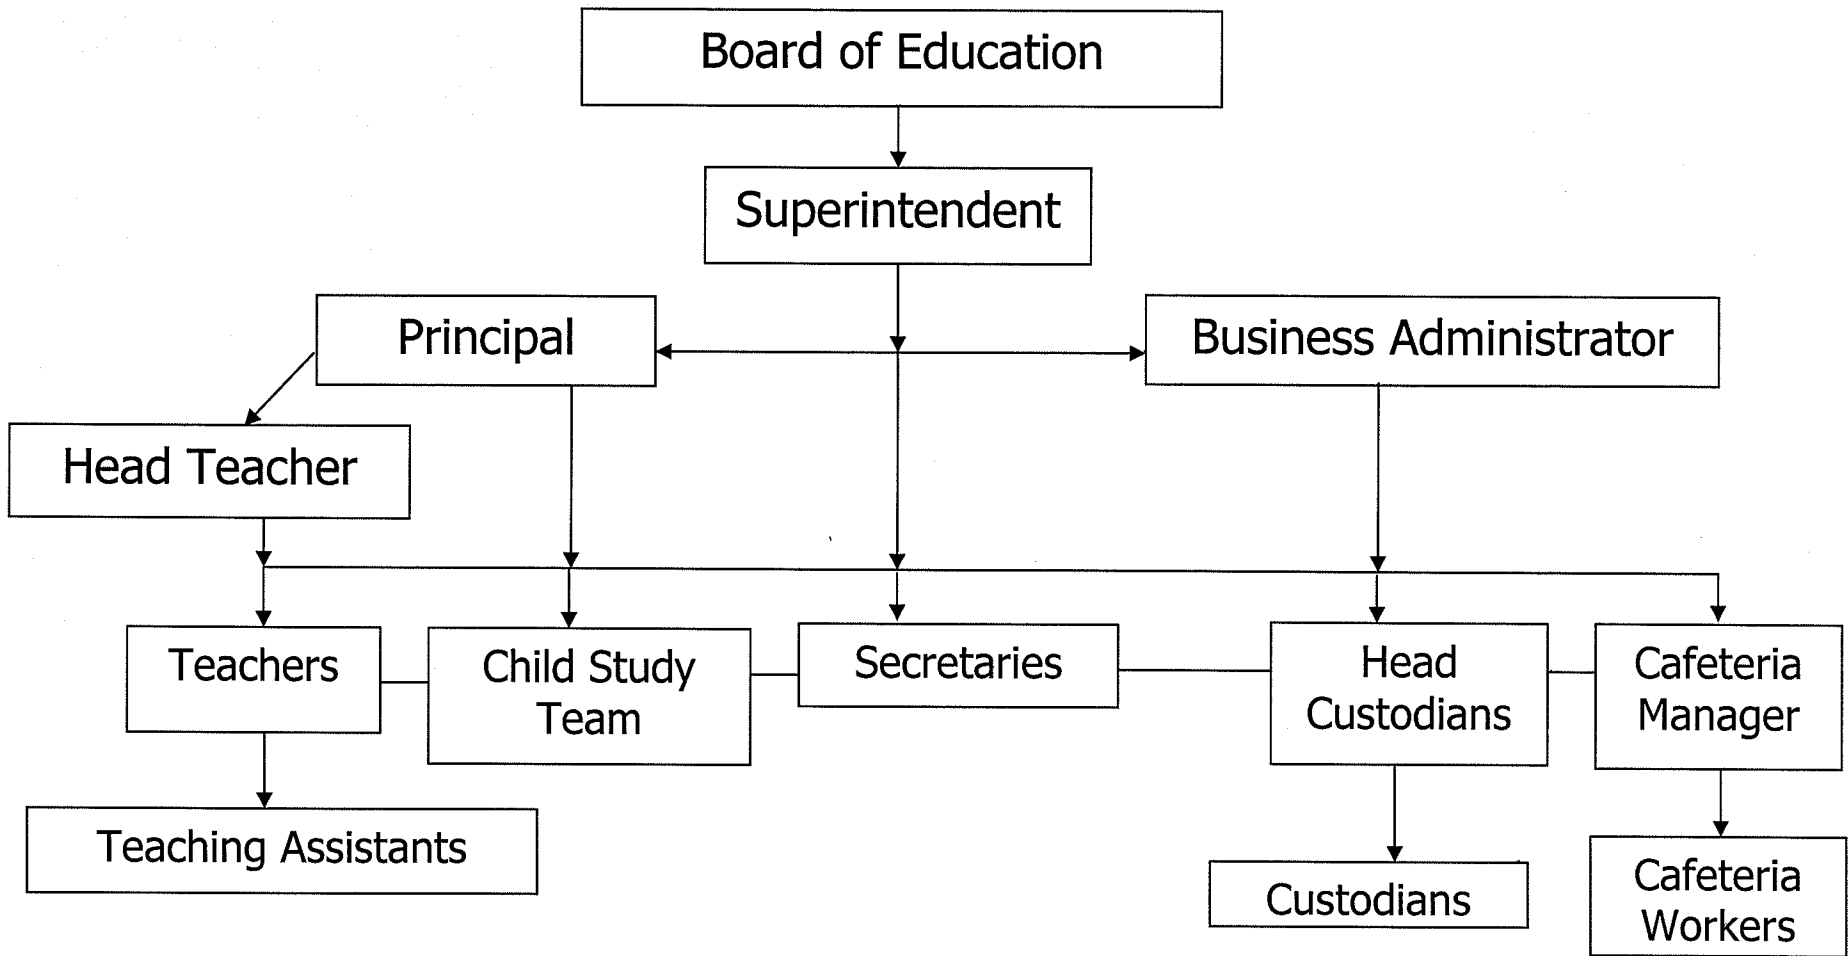 Board of Education
Superintendent
Principal
Business Administrator
Head Teacher
Teachers
Child Study
Team
Secretaries
Head
Custodians
Cafeteria
Manager
Teaching Assistants
Custodians
Cafeteria
Workers